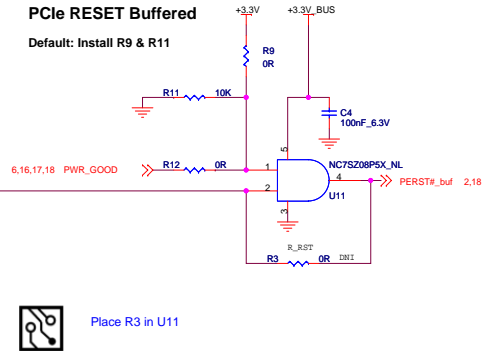 PCIe RESET Buffered
+3.3V
+3.3V_BUS
Default: Install R9 & R11
R9
0R
R11 10K
C4
100nF_6.3V
5
NC7SZ08P5X_NL
6,16,17,18 PWR_GOOD
R12 0R
1
4
PERST#_buf 2,18
2
U11
3
R_RST
R3 0R DNI
Place R3 in U11